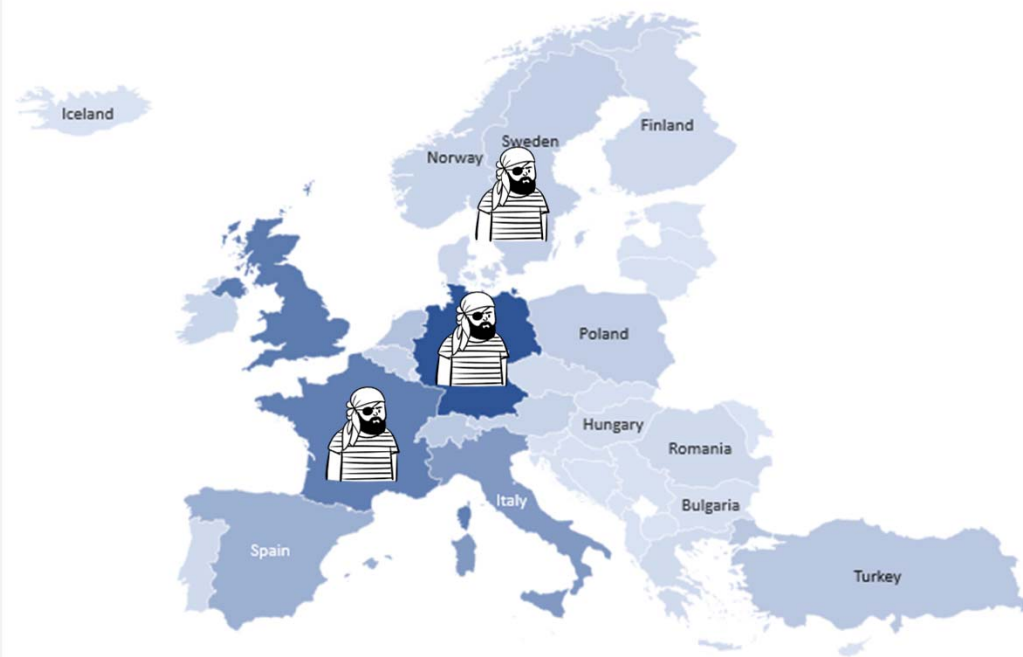 Iceland
Finland
Sweden
Norway
Poland
Hungary
Romania
Italy
Bulgaria
Spain
Turkey